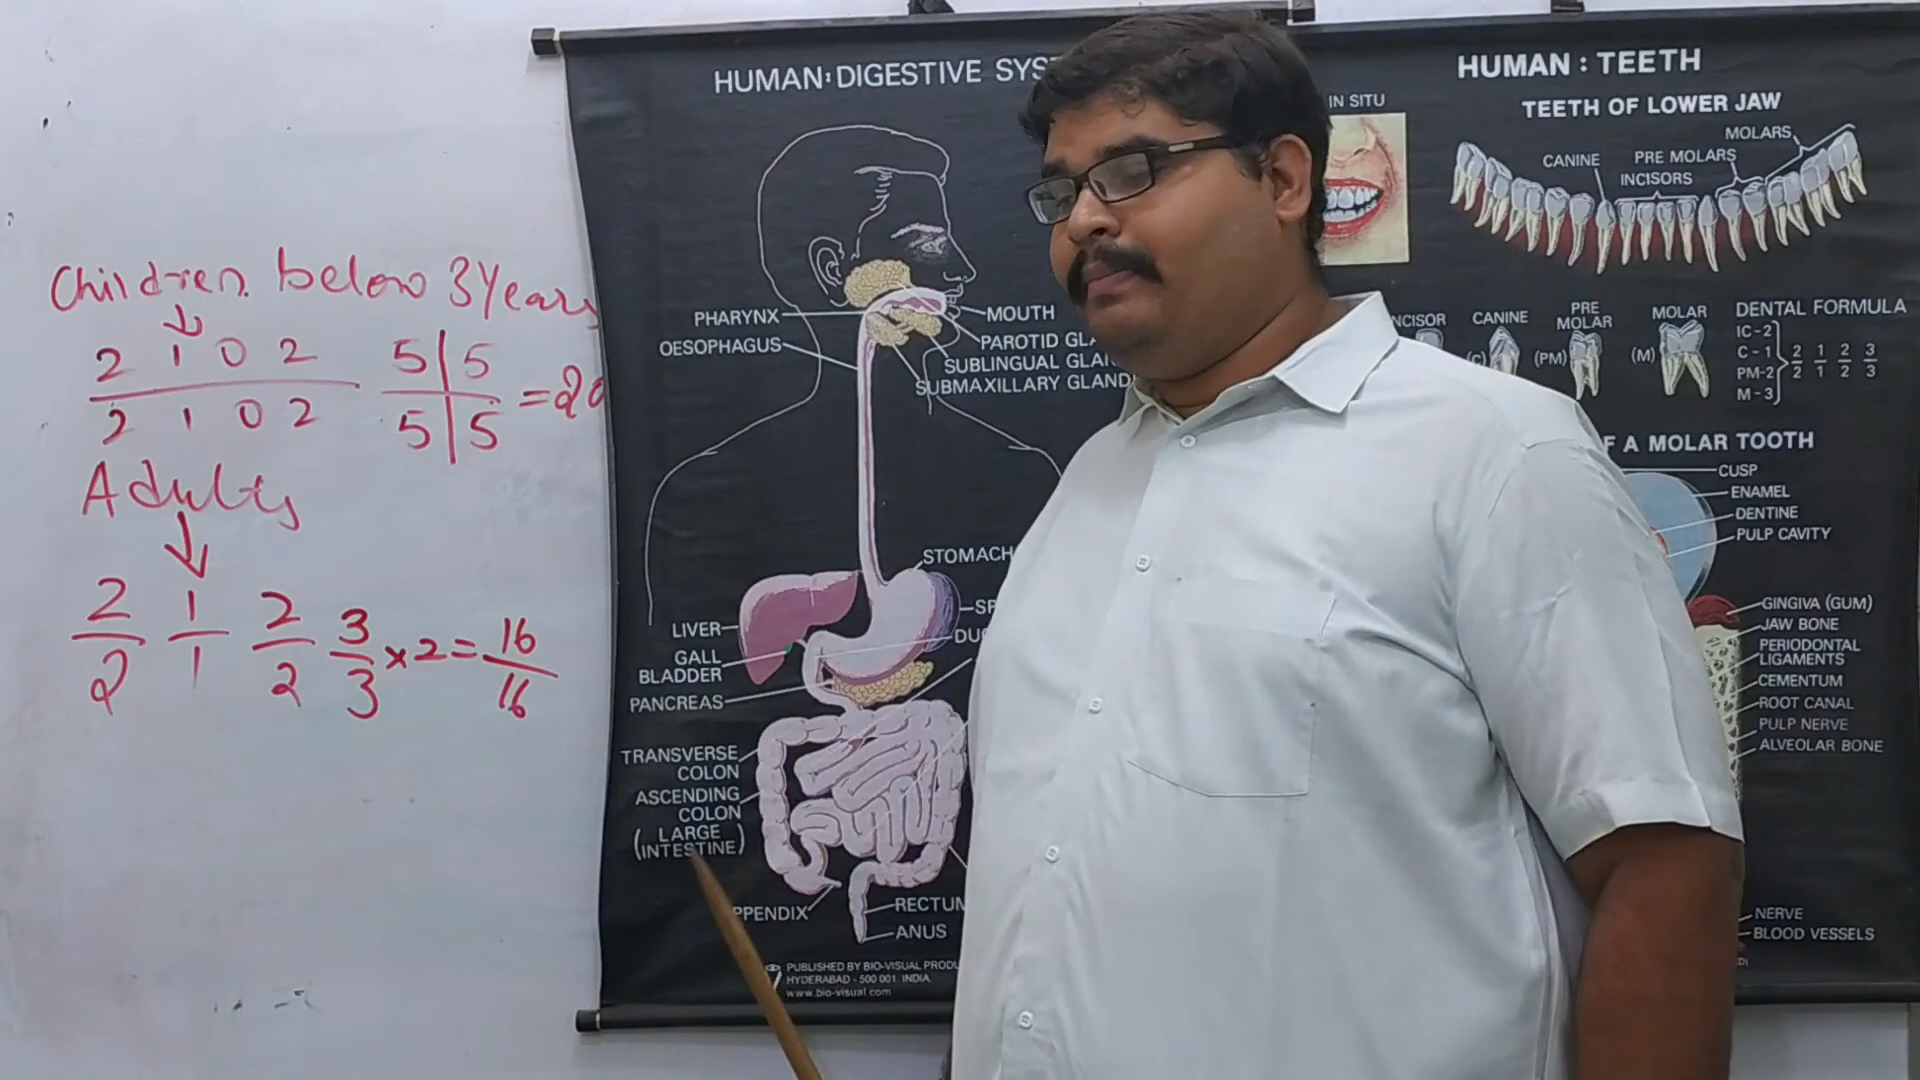 Children below 3 Years
2 1 0 2 5 | 5
2 1 0 2 5 | 5 = 20
Adults
2 1 2 3 × 2 = 16
2 1 2 3 16
HUMAN: DIGESTIVE
PHARYNX
OESOPHAGUS
MOUTH
PAROTID
SUBLINGUAL
SUBMAXILLARY GLAND
STOMACH
LIVER
GALL
BLADDER
PANCREAS
TRANSVERSE
COLON
ASCENDING
COLON
(LARGE
INTESTINE)
RECTUM
ANUS
PUBLISHED BY BIO-VISUAL
HYDERABAD - 500 001. INDIA.
www.bio-visual.com
HUMAN : TEETH
TEETH OF LOWER JAW
IN SITU
MOLARS
CANINE
PRE MOLARS
INCISORS
CANINE
(C)
PRE
MOLAR
(PM)
MOLAR
(M)
DENTAL FORMULA
IC-2
C - 1 2 1 2 3
PM-2 2 1 2 3
M - 3
A MOLAR TOOTH
CUSP
ENAMEL
DENTINE
PULP CAVITY
GINGIVA (GUM)
JAW BONE
PERIODONTAL
LIGAMENTS
CEMENTUM
ROOT CANAL
PULP NERVE
ALVEOLAR BONE
NERVE
BLOOD VESSELS